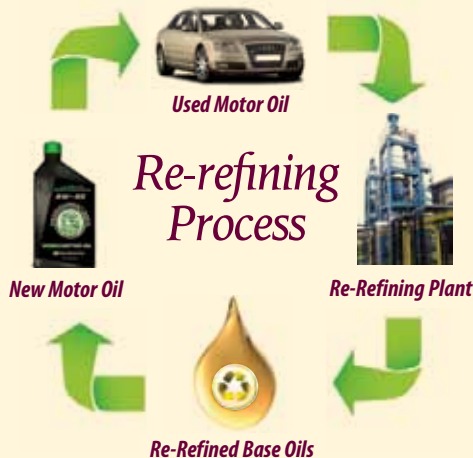 Used Motor Oil
Re-refining
Process
New Motor Oil
Re-Refining Plant
Re-Refined Base Oils